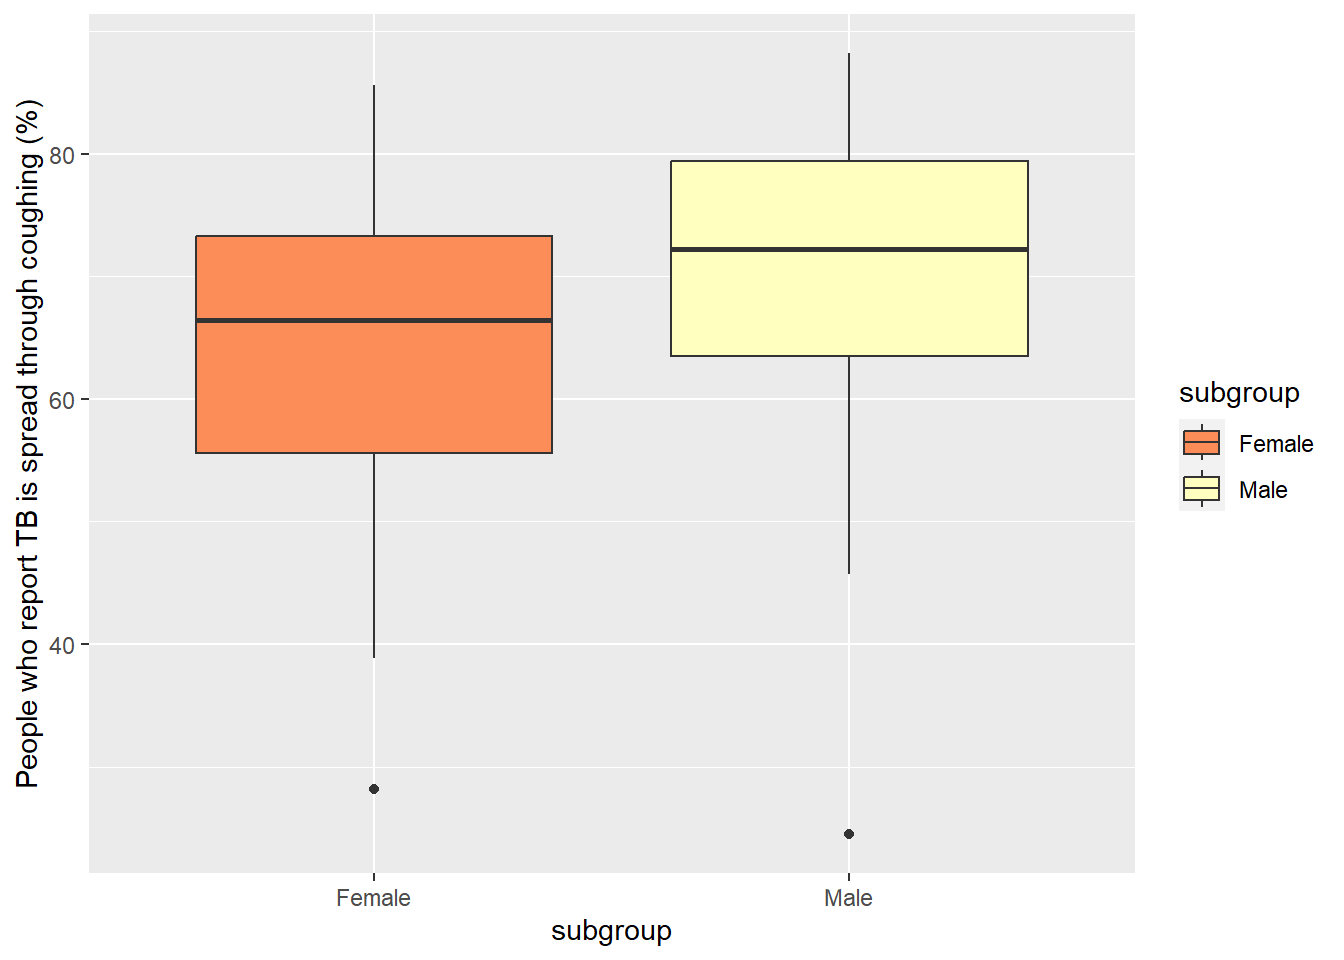 People who report TB is spread through coughing (%)
80
60
40
Female
Male
subgroup
subgroup
Female
Male